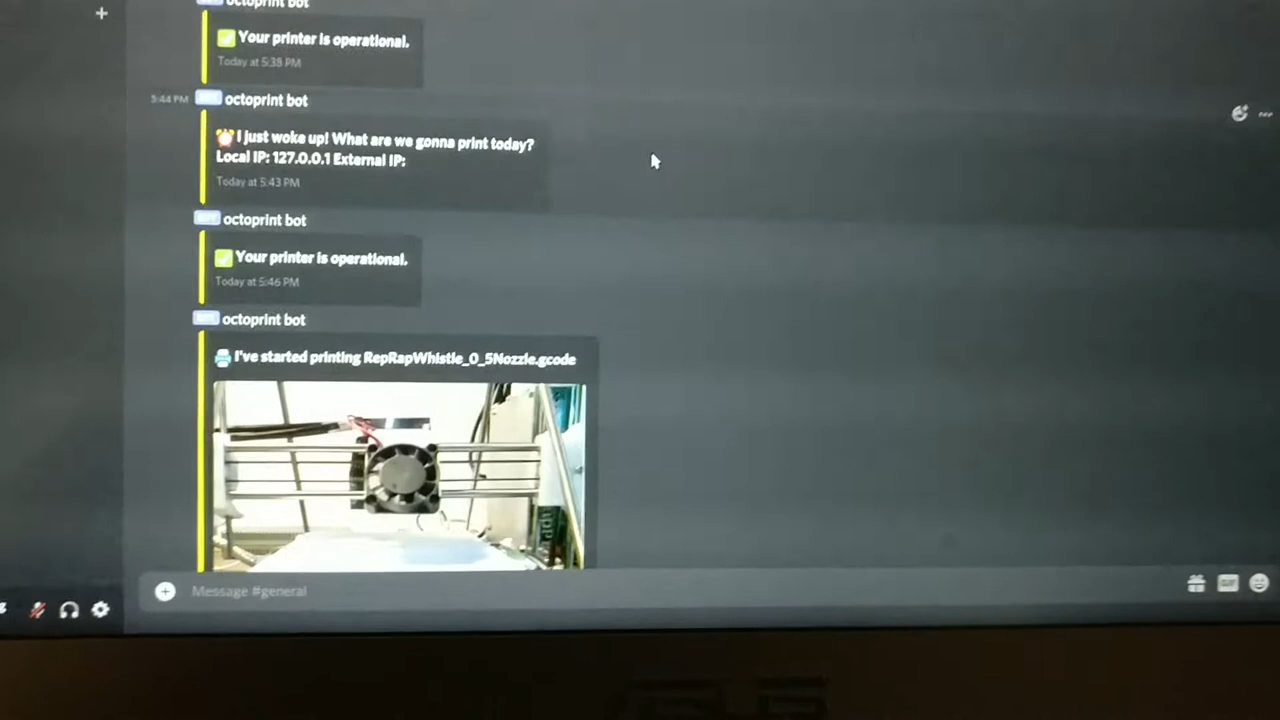 octoprint bot
Your printer is operational.
Today at 5:38 PM
5:44 PM
octoprint bot
I just woke up! What are we gonna print today?
Local IP: 127.0.0.1 External IP:
Today at 5:43 PM
octoprint bot
Your printer is operational.
Today at 5:46 PM
octoprint bot
I've started printing RepRapWhistle_0_5Nozzle.gcode
Message #general
GIF